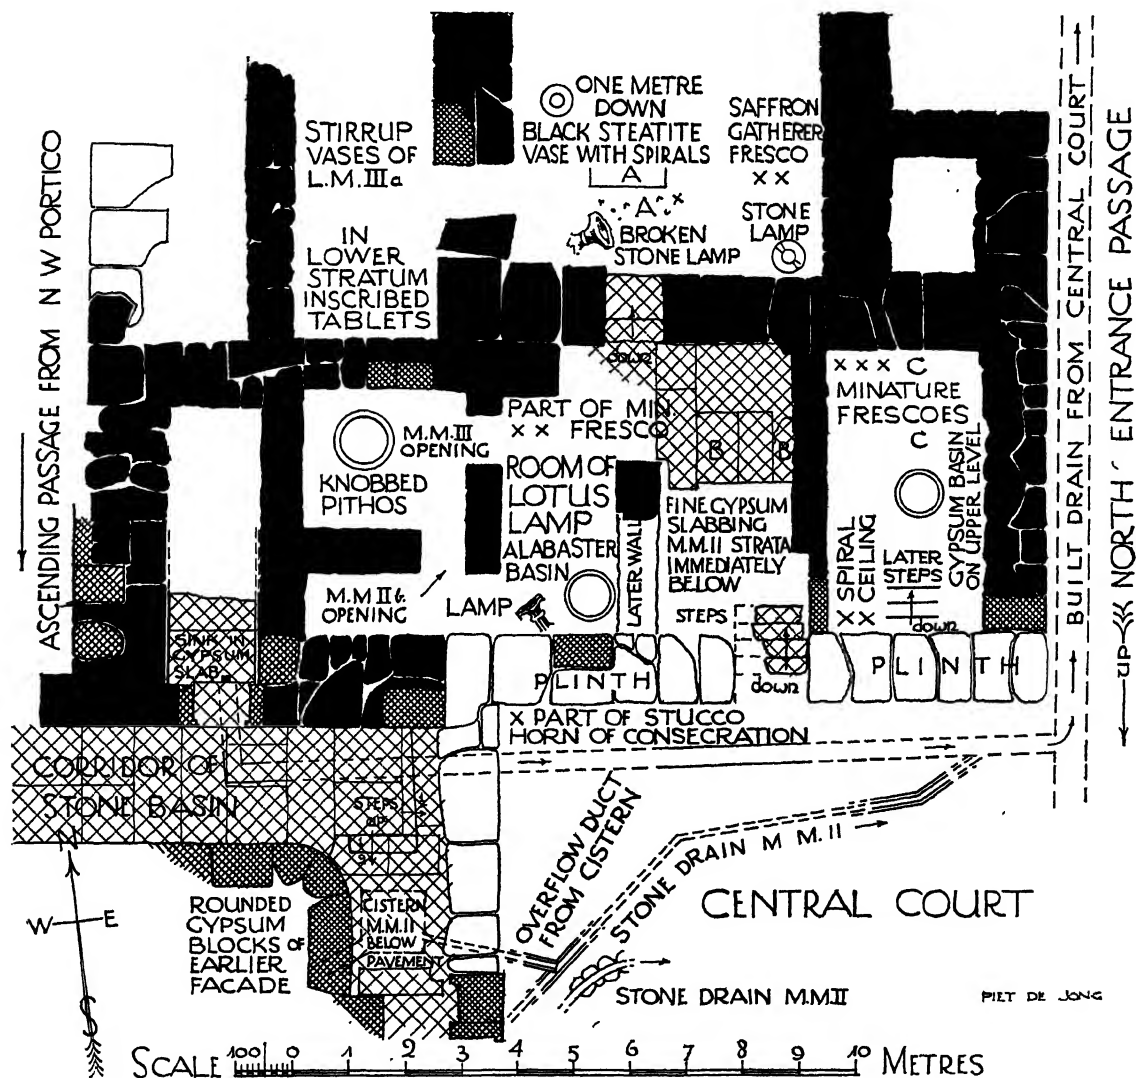 STIRRUP
VASES OF
L.M.IIIa
IN
LOWER
STRATUM
INSCRIBED
TABLETS
ONE METRE
DOWN
BLACK STEATITE
VASE WITH SPIRALS
A
A x
BROKEN
STONE LAMP
SAFFRON
GATHERER
FRESCO
x x
STONE
LAMP
ASCENDING PASSAGE FROM N W PORTICO
BUILT DRAIN FROM CENTRAL COURT
NORTH ENTRANCE PASSAGE
UP
down
PART OF MIN.
x x FRESCO
B B
x x x C
MINATURE
FRESCOES
C
GYPSUM BASIN
ON UPPER LEVEL
X SPIRAL
X CEILING
LATER
STEPS
down
M.M.III
OPENING
KNOBBED
PITHOS
M.M II b.
OPENING
ROOM OF
LOTUS
LAMP
ALABASTER
BASIN
LAMP
LATER WALL
FINE GYPSUM
SLABBING
M.M.II STRATA
IMMEDIATELY
BELOW
STEPS
down
SINK IN
GYPSUM
SLAB
PLINTH
PLINTH
x PART OF STUCCO
HORN OF CONSECRATION
CORRIDOR OF
STONE BASIN
STEPS
UP
N
W E
S
ROUNDED
GYPSUM
BLOCKS OF
EARLIER
FACADE
CISTERN
M.M.II
BELOW
PAVEMENT
OVERFLOW DUCT
FROM CISTERN
STONE DRAIN M M.II
CENTRAL COURT
STONE DRAIN M.M.II
PIET DE JONG
SCALE 100 0 1 2 3 4 5 6 7 8 9 10 METRES